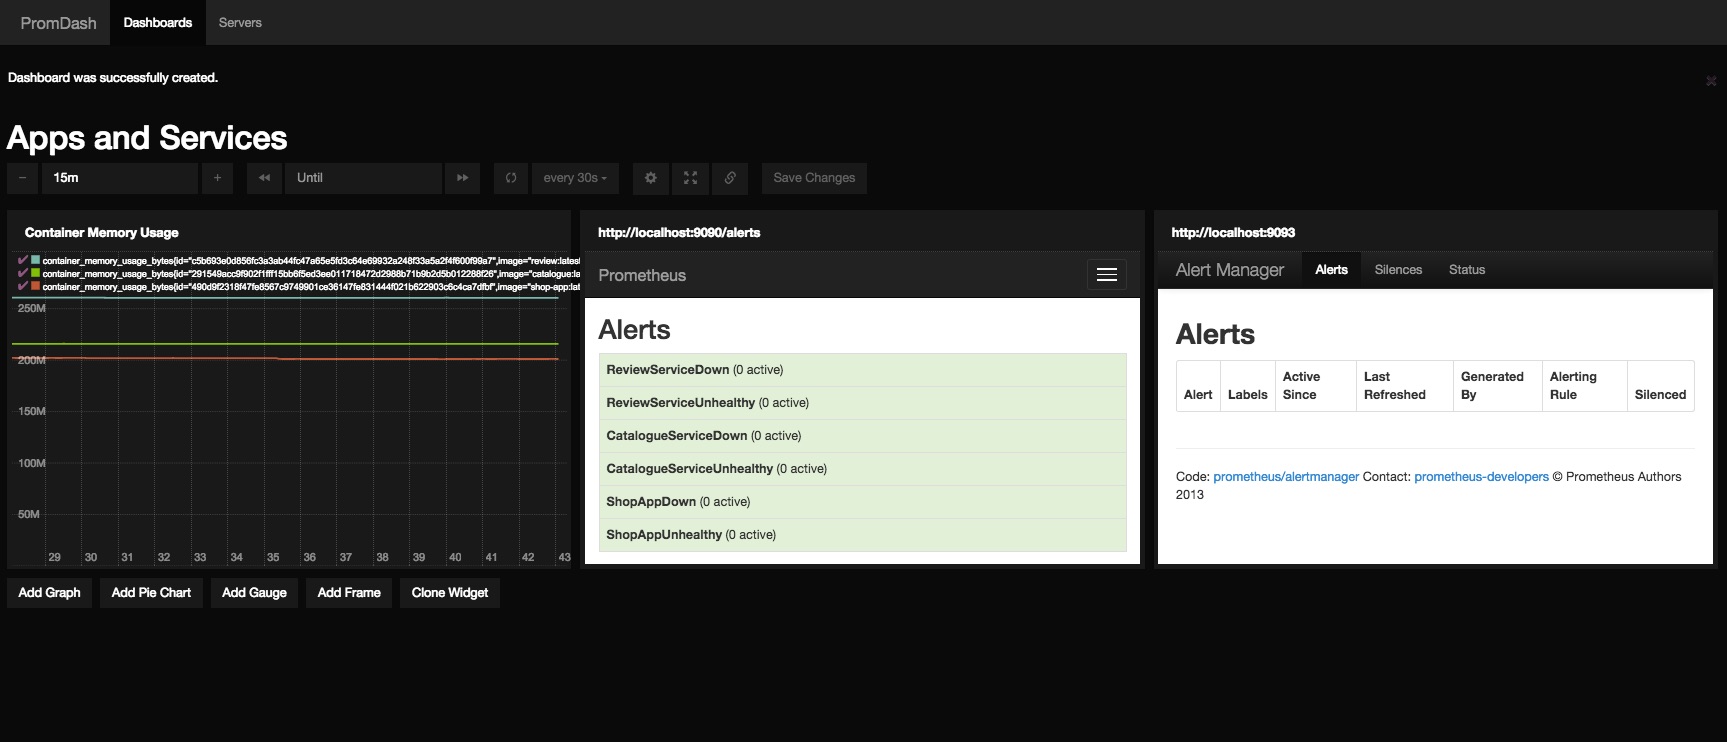 PromDash Dashboards Servers
Dashboard was successfully created.
Apps and Services
15m Until every 30s Save Changes
Container Memory Usage
container_memory_usage_bytes{id="c5b693e0d856fc3a3ab44fc47a65e5fd3c64e69932a248f33a5a2f4f600f99a7",image="review:latest
container_memory_usage_bytes{id="291549acc9f902f1fff15bb6f5ed3ee011718472d2988b71b9b2d5b012288f26",image="catalogue:la
container_memory_usage_bytes{id="490d9f2318f47fe8567c9749901ce36147fe831444f021b622903c6c4ca7dfbf",image="shop-app:lat
250M
200M
150M
100M
50M
29 30 31 32 33 34 35 36 37 38 39 40 41 42 43
http://localhost:9090/alerts
Prometheus
Alerts
ReviewServiceDown (0 active)
ReviewServiceUnhealthy (0 active)
CatalogueServiceDown (0 active)
CatalogueServiceUnhealthy (0 active)
ShopAppDown (0 active)
ShopAppUnhealthy (0 active)
http://localhost:9093
Alert Manager Alerts Silences Status
Alerts
Alert Labels Active Since Last Refreshed Generated By Alerting Rule Silenced
Code: prometheus/alertmanager Contact: prometheus-developers © Prometheus Authors
2013
Add Graph Add Pie Chart Add Gauge Add Frame Clone Widget